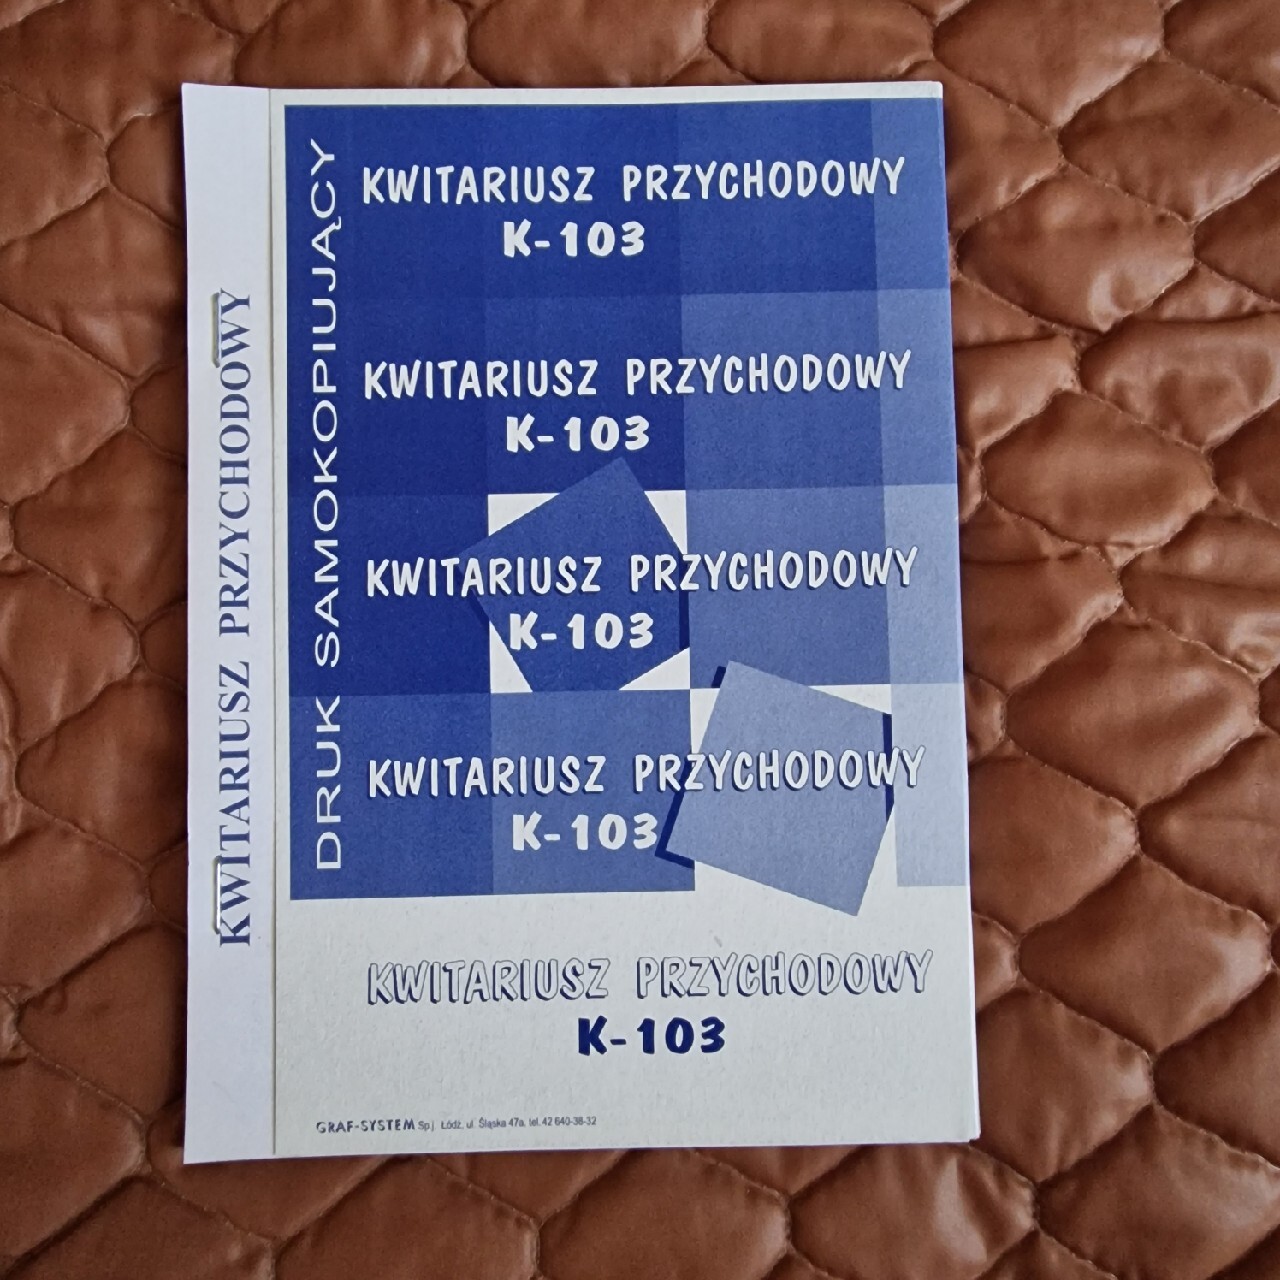 KWITARIUSZ PRZYCHODOWY
DRUK SAMOKOPIUJĄCY
KWITARIUSZ PRZYCHODOWY
K-103
KWITARIUSZ PRZYCHODOWY
K-103
KWITARIUSZ PRZYCHODOWY
K-103
KWITARIUSZ PRZYCHODOWY
K-103
KWITARIUSZ PRZYCHODOWY
K-103
GRAF-SYSTEM Sp.j. Łódź, ul. Śląska 47a, tel. 42 640-38-32